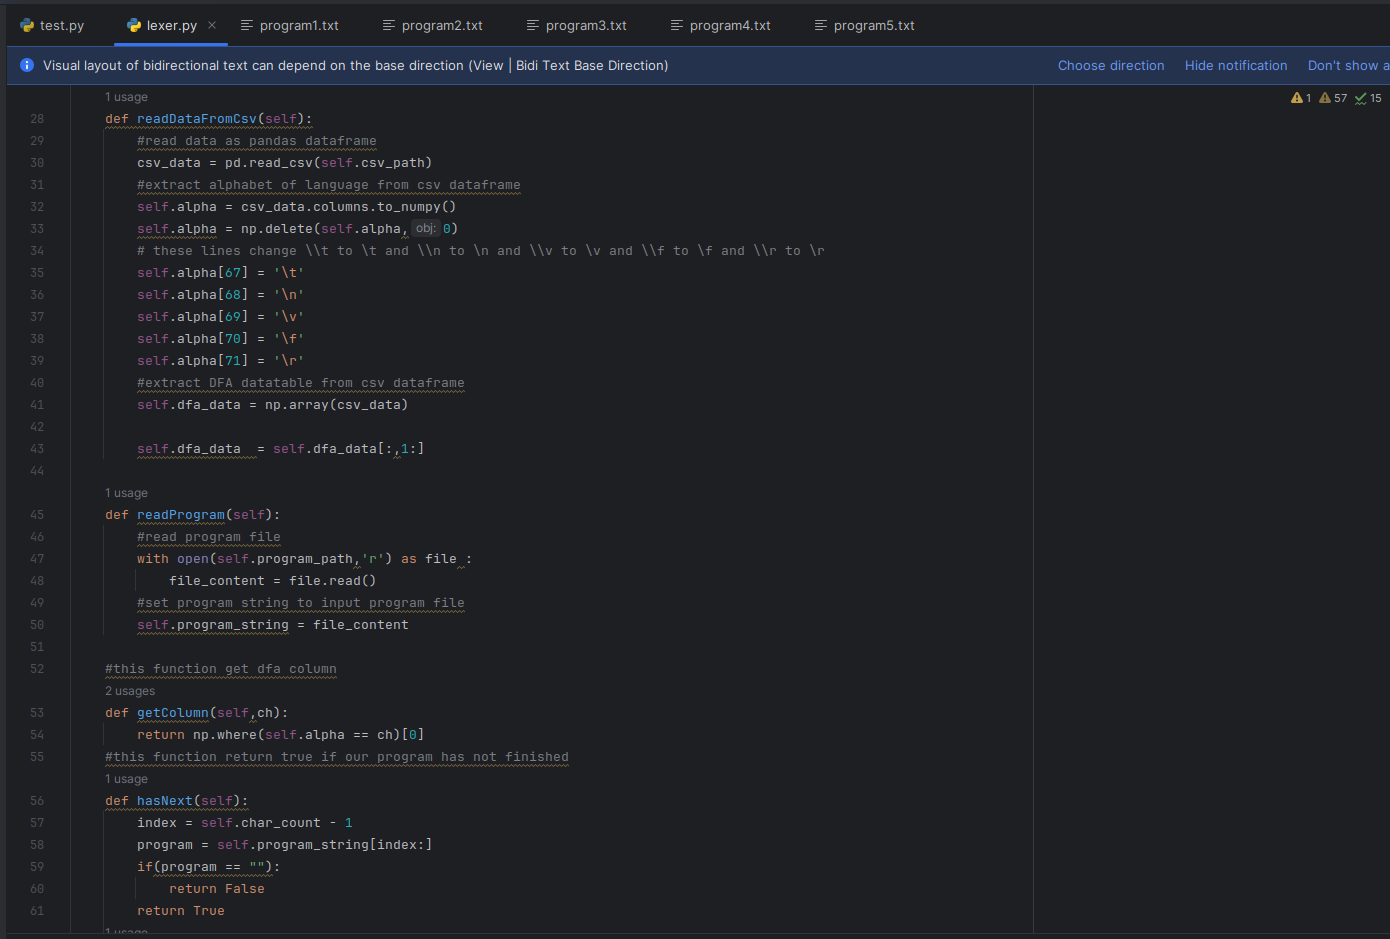 test.py lexer.py program1.txt program2.txt program3.txt program4.txt program5.txt
Visual layout of bidirectional text can depend on the base direction (View | Bidi Text Base Direction) Choose direction Hide notification Don't show a
1 57 15
1 usage
28 def readDataFromCsv(self):
29 #read data as pandas dataframe
30 csv_data = pd.read_csv(self.csv_path)
31 #extract alphabet of language from csv dataframe
32 self.alpha = csv_data.columns.to_numpy()
33 self.alpha = np.delete(self.alpha, obj: 0)
34 # these lines change \\t to \t and \\n to \n and \\v to \v and \\f to \f and \\r to \r
35 self.alpha[67] = '\t'
36 self.alpha[68] = '\n'
37 self.alpha[69] = '\v'
38 self.alpha[70] = '\f'
39 self.alpha[71] = '\r'
40 #extract DFA datatable from csv dataframe
41 self.dfa_data = np.array(csv_data)
42
43 self.dfa_data  = self.dfa_data[:,1:]
44
1 usage
45 def readProgram(self):
46 #read program file
47 with open(self.program_path,'r') as file :
48 file_content = file.read()
49 #set program string to input program file
50 self.program_string = file_content
51
52 #this function get dfa column
2 usages
53 def getColumn(self,ch):
54 return np.where(self.alpha == ch)[0]
55 #this function return true if our program has not finished
1 usage
56 def hasNext(self):
57 index = self.char_count - 1
58 program = self.program_string[index:]
59 if(program == ""):
60 return False
61 return True
1 usage